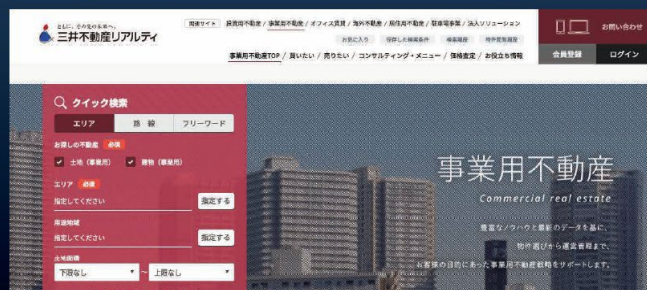 ともに、その先の未来へ。
三井不動産リアルティ
関連サイト
投資用不動産 / 事業用不動産 / オフィス賃貸 / 海外不動産 / 居住用不動産 / 駐車場事業 / 法人ソリューション
お気に入り 保存した検索条件 検索履歴 物件閲覧履歴
事業用不動産TOP / 買いたい / 売りたい / コンサルティング・メニュー / 価格査定 / お役立ち情報
お問い合わせ
会員登録 ログイン
クイック検索
エリア 路線 フリーワード
お探しの不動産 必須
土地(事業用) 建物(事業用)
エリア 必須
指定してください 指定する
用途地域
指定してください 指定する
土地面積
下限なし ~ 上限なし
事業用不動産
Commercial real estate
豊富なノウハウと最新のデータを基に、
物件選びから運営管理まで、
お客様の目的にあった事業用不動産戦略をサポートします。